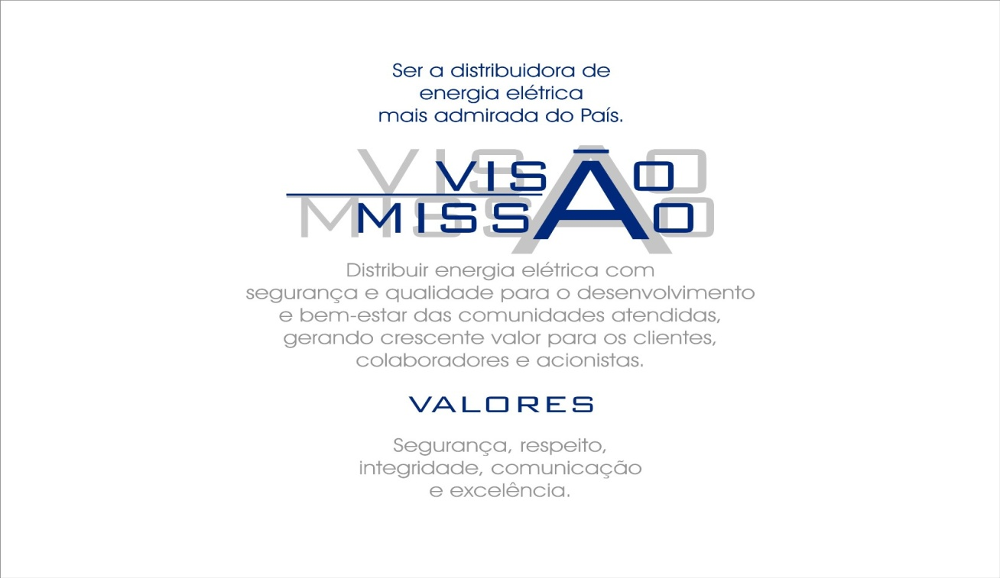 Ser a distribuidora de
energia elétrica
mais admirada do País.
VISÃO
MISSÃO
Distribuir energia elétrica com
segurança e qualidade para o desenvolvimento
e bem-estar das comunidades atendidas,
gerando crescente valor para os clientes,
colaboradores e acionistas.
VALORES
Segurança, respeito,
integridade, comunicação
e excelência.